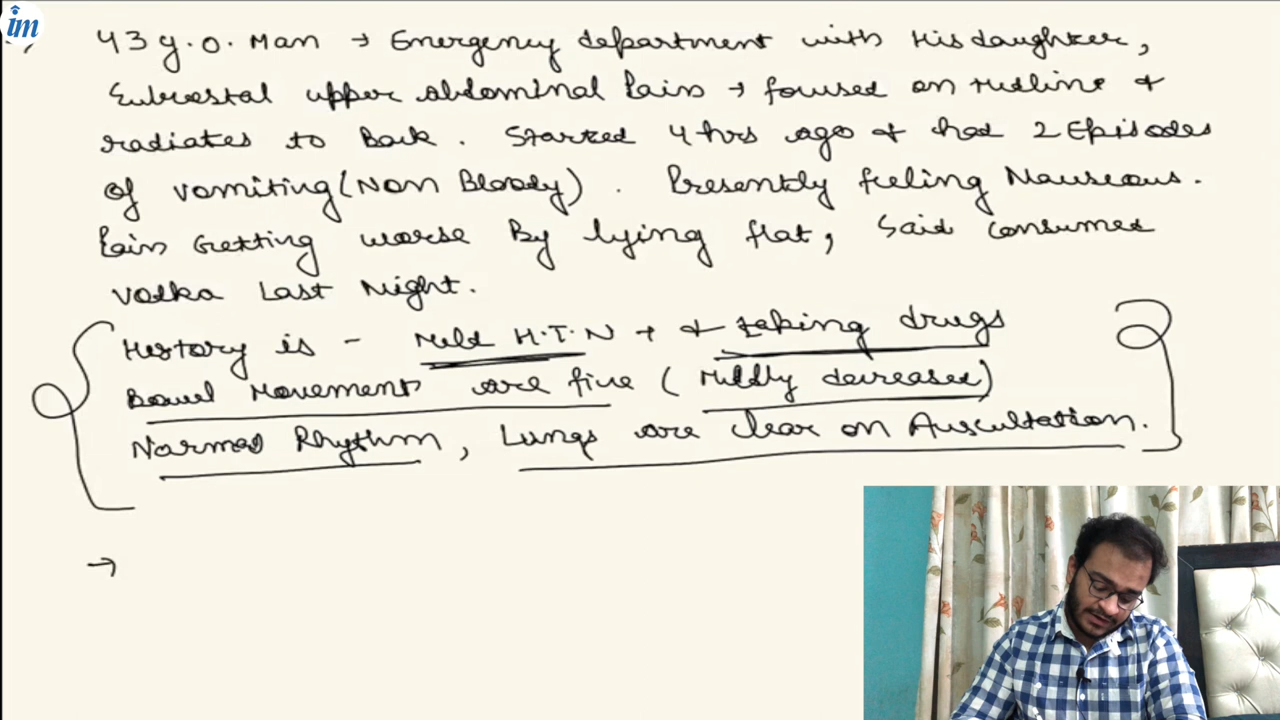 im
43 y.o. Man → Emergency department with His daughter,
Subcostal upper abdominal Pain → focused on midline &
radiates to Back. Started 4 hrs ago & had 2 Episodes
of vomiting (Non Bloody). Presently feeling Nauseous.
Pain Getting worse By lying flat, Said consumed
Vodka Last Night.
History is - Mild H.T.N → & taking drugs
Bowel Movement are fine (Mildly decreased)
Normal Rhythm, Lungs are clear on Auscultation.
→